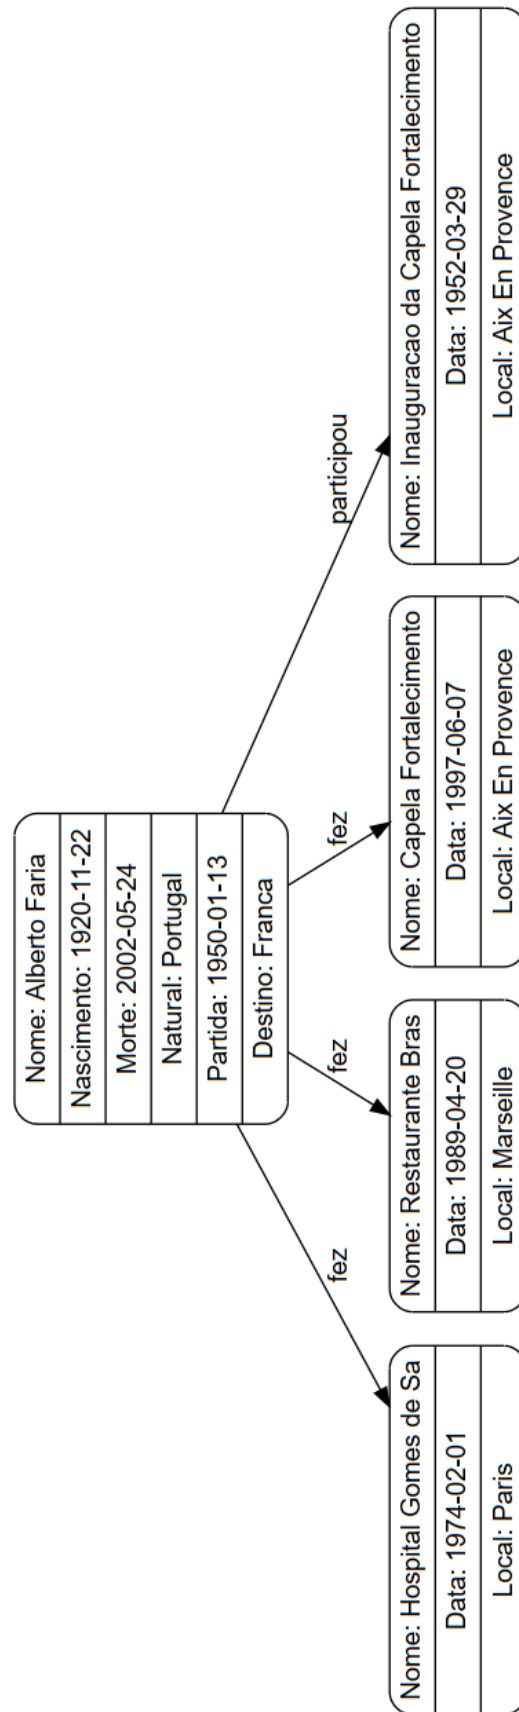 Nome: Alberto Faria
Nascimento: 1920-11-22
Morte: 2002-05-24
Natural: Portugal
Partida: 1950-01-13
Destino: Franca
fez
fez
fez
participou
Nome: Hospital Gomes de Sa
Data: 1974-02-01
Local: Paris
Nome: Restaurante Bras
Data: 1989-04-20
Local: Marseille
Nome: Capela Fortalecimento
Data: 1997-06-07
Local: Aix En Provence
Nome: Inauguracao da Capela Fortalecimento
Data: 1952-03-29
Local: Aix En Provence